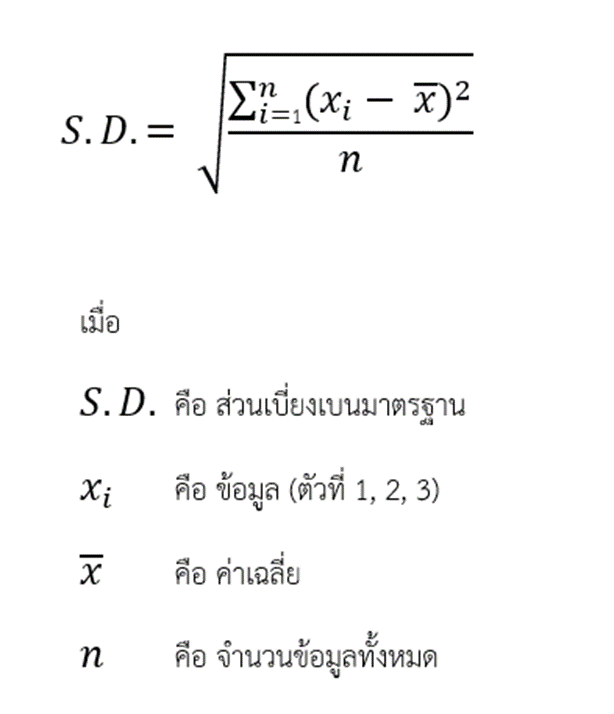 S.D. = √(∑ⁿᵢ₌₁(xᵢ − x̄)² / n)
เมื่อ
S.D. คือ ส่วนเบี่ยงเบนมาตรฐาน
xᵢ คือ ข้อมูล (ตัวที่ 1, 2, 3)
x̄ คือ ค่าเฉลี่ย
n คือ จำนวนข้อมูลทั้งหมด